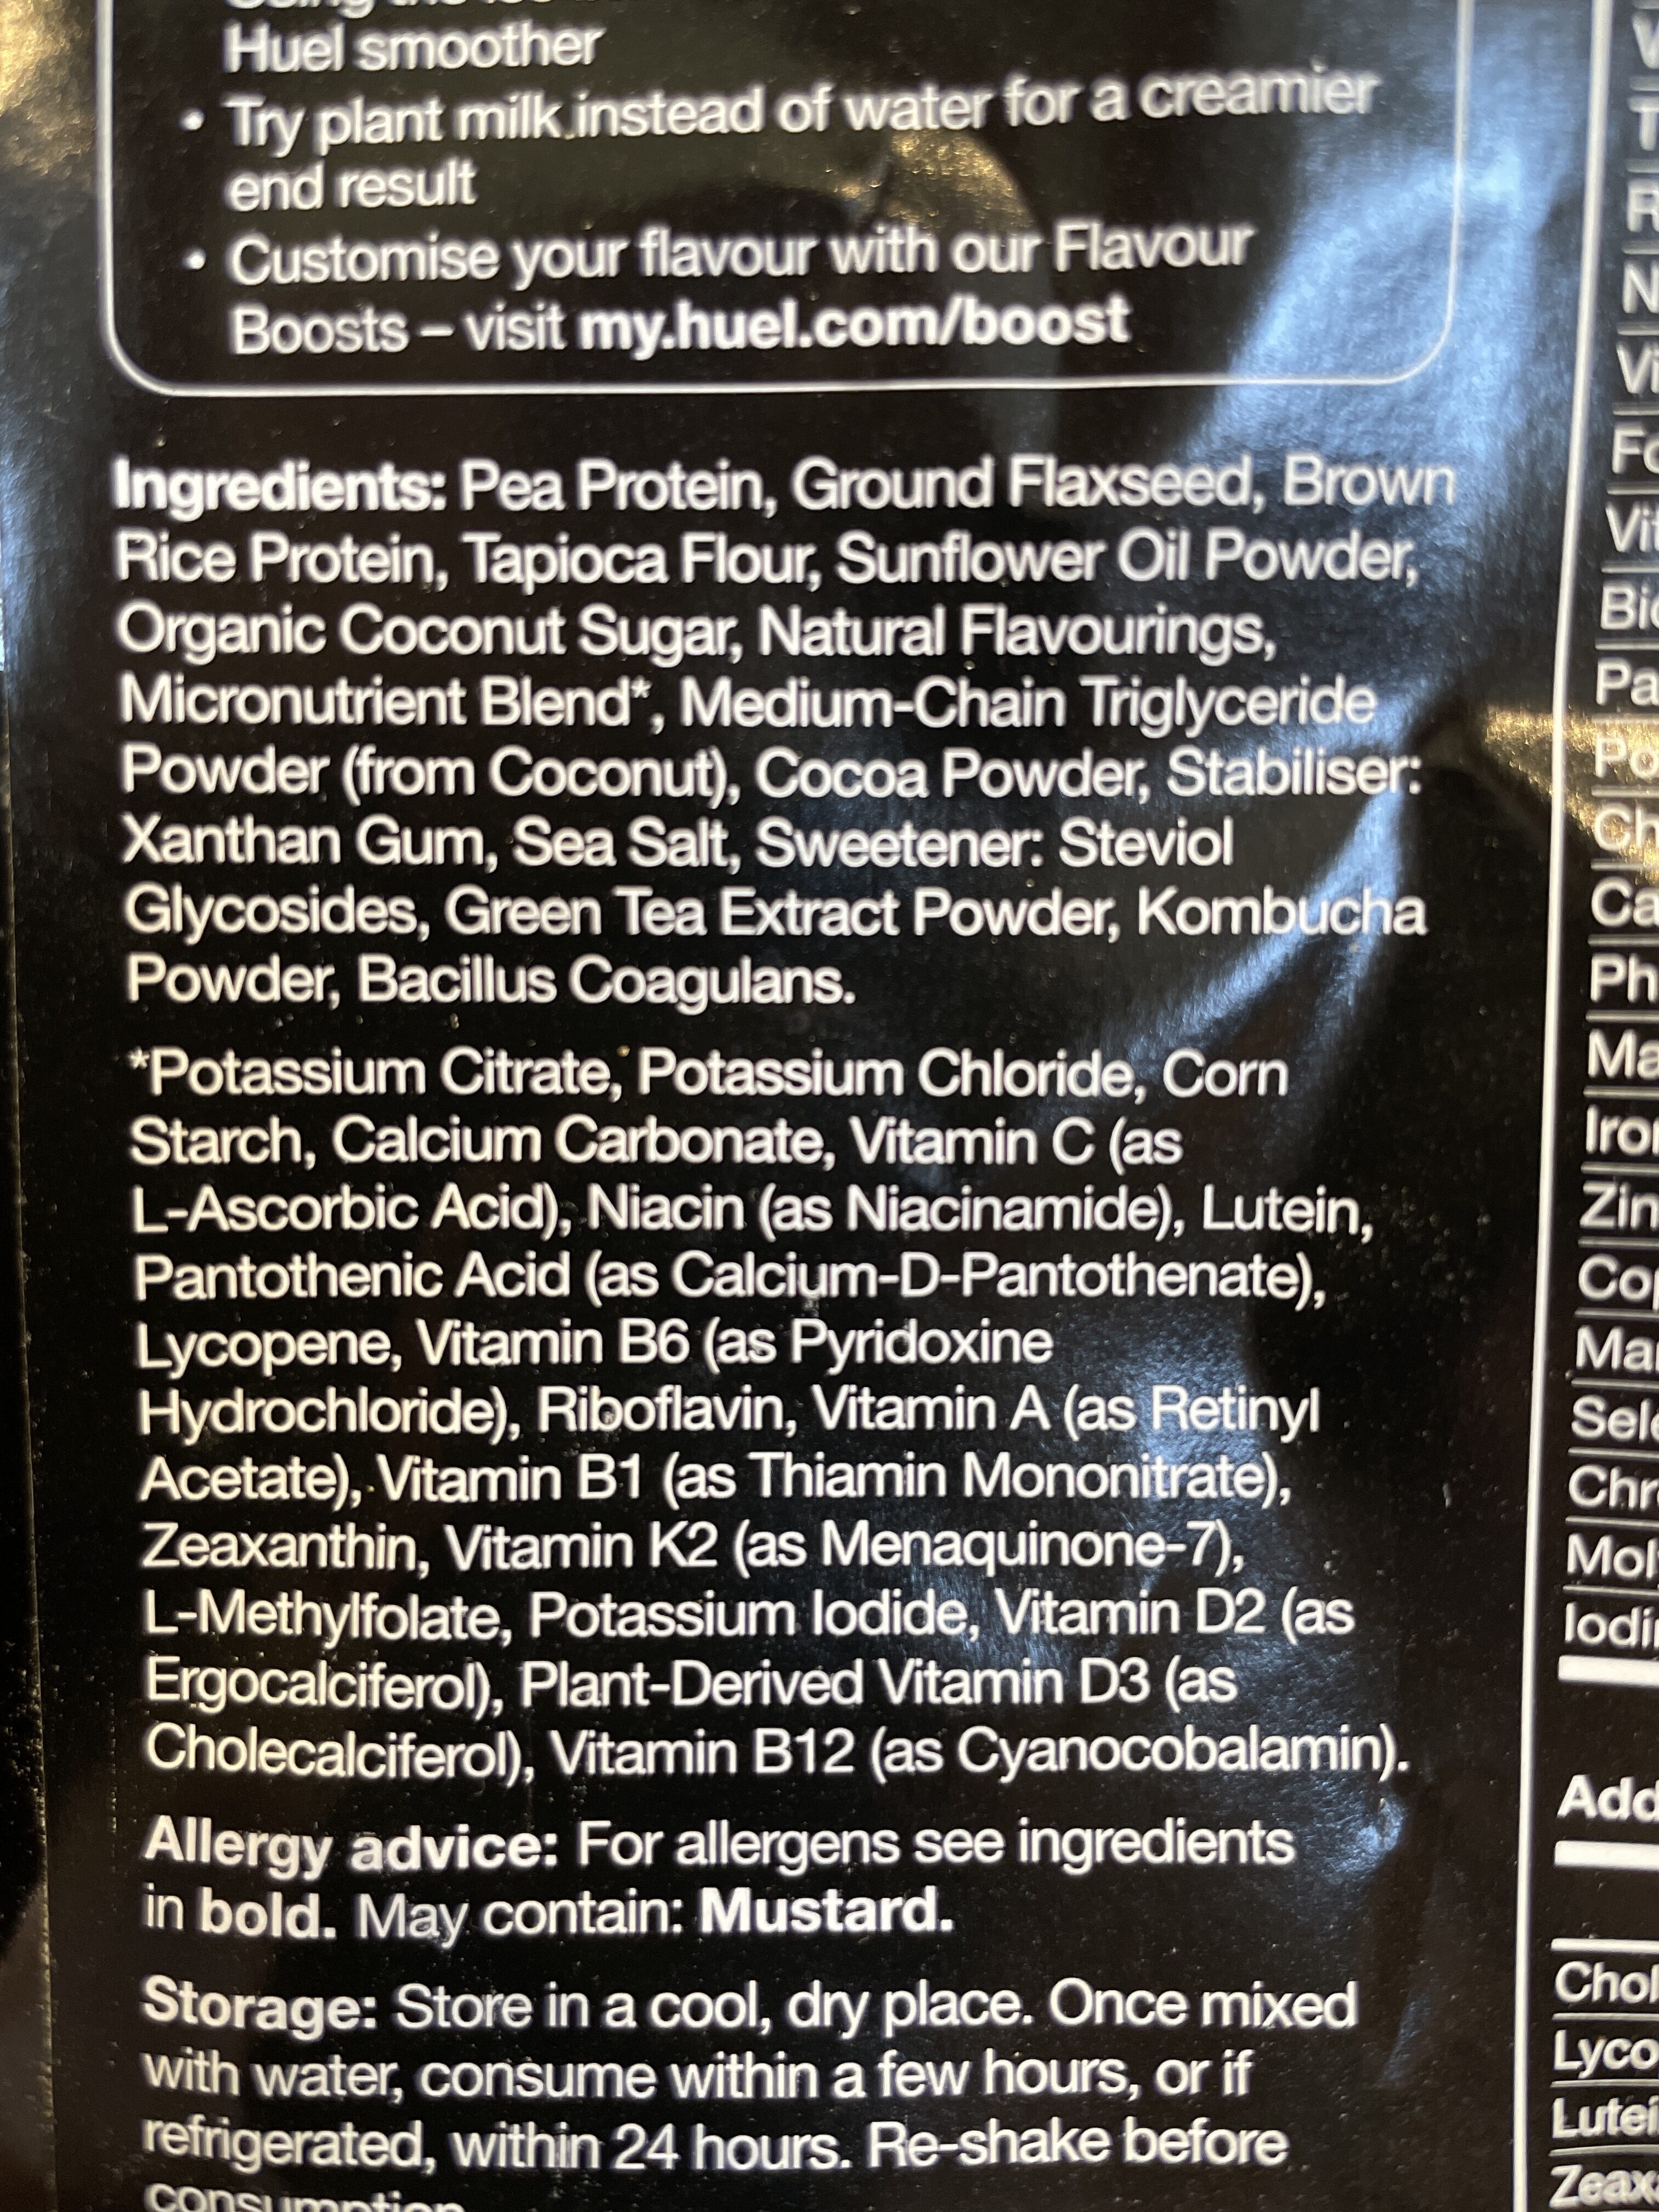 Huel smoother
• Try plant milk instead of water for a creamier
end result
• Customise your flavour with our Flavour
Boosts – visit my.huel.com/boost
Ingredients: Pea Protein, Ground Flaxseed, Brown
Rice Protein, Tapioca Flour, Sunflower Oil Powder,
Organic Coconut Sugar, Natural Flavourings,
Micronutrient Blend*, Medium-Chain Triglyceride
Powder (from Coconut), Cocoa Powder, Stabiliser:
Xanthan Gum, Sea Salt, Sweetener: Steviol
Glycosides, Green Tea Extract Powder, Kombucha
Powder, Bacillus Coagulans.
*Potassium Citrate, Potassium Chloride, Corn
Starch, Calcium Carbonate, Vitamin C (as
L-Ascorbic Acid), Niacin (as Niacinamide), Lutein,
Pantothenic Acid (as Calcium-D-Pantothenate),
Lycopene, Vitamin B6 (as Pyridoxine
Hydrochloride), Riboflavin, Vitamin A (as Retinyl
Acetate), Vitamin B1 (as Thiamin Mononitrate),
Zeaxanthin, Vitamin K2 (as Menaquinone-7),
L-Methylfolate, Potassium Iodide, Vitamin D2 (as
Ergocalciferol), Plant-Derived Vitamin D3 (as
Cholecalciferol), Vitamin B12 (as Cyanocobalamin).
Allergy advice: For allergens see ingredients
in bold. May contain: Mustard.
Storage: Store in a cool, dry place. Once mixed
with water, consume within a few hours, or if
refrigerated, within 24 hours. Re-shake before